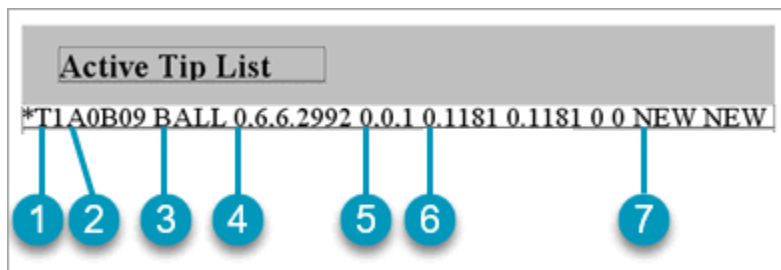 Active Tip List
*T1A0B09 BALL 0.6.6.2992 0.0.1 0.1181 0.1181 0 0 NEW NEW
1 2 3 4 5 6 7